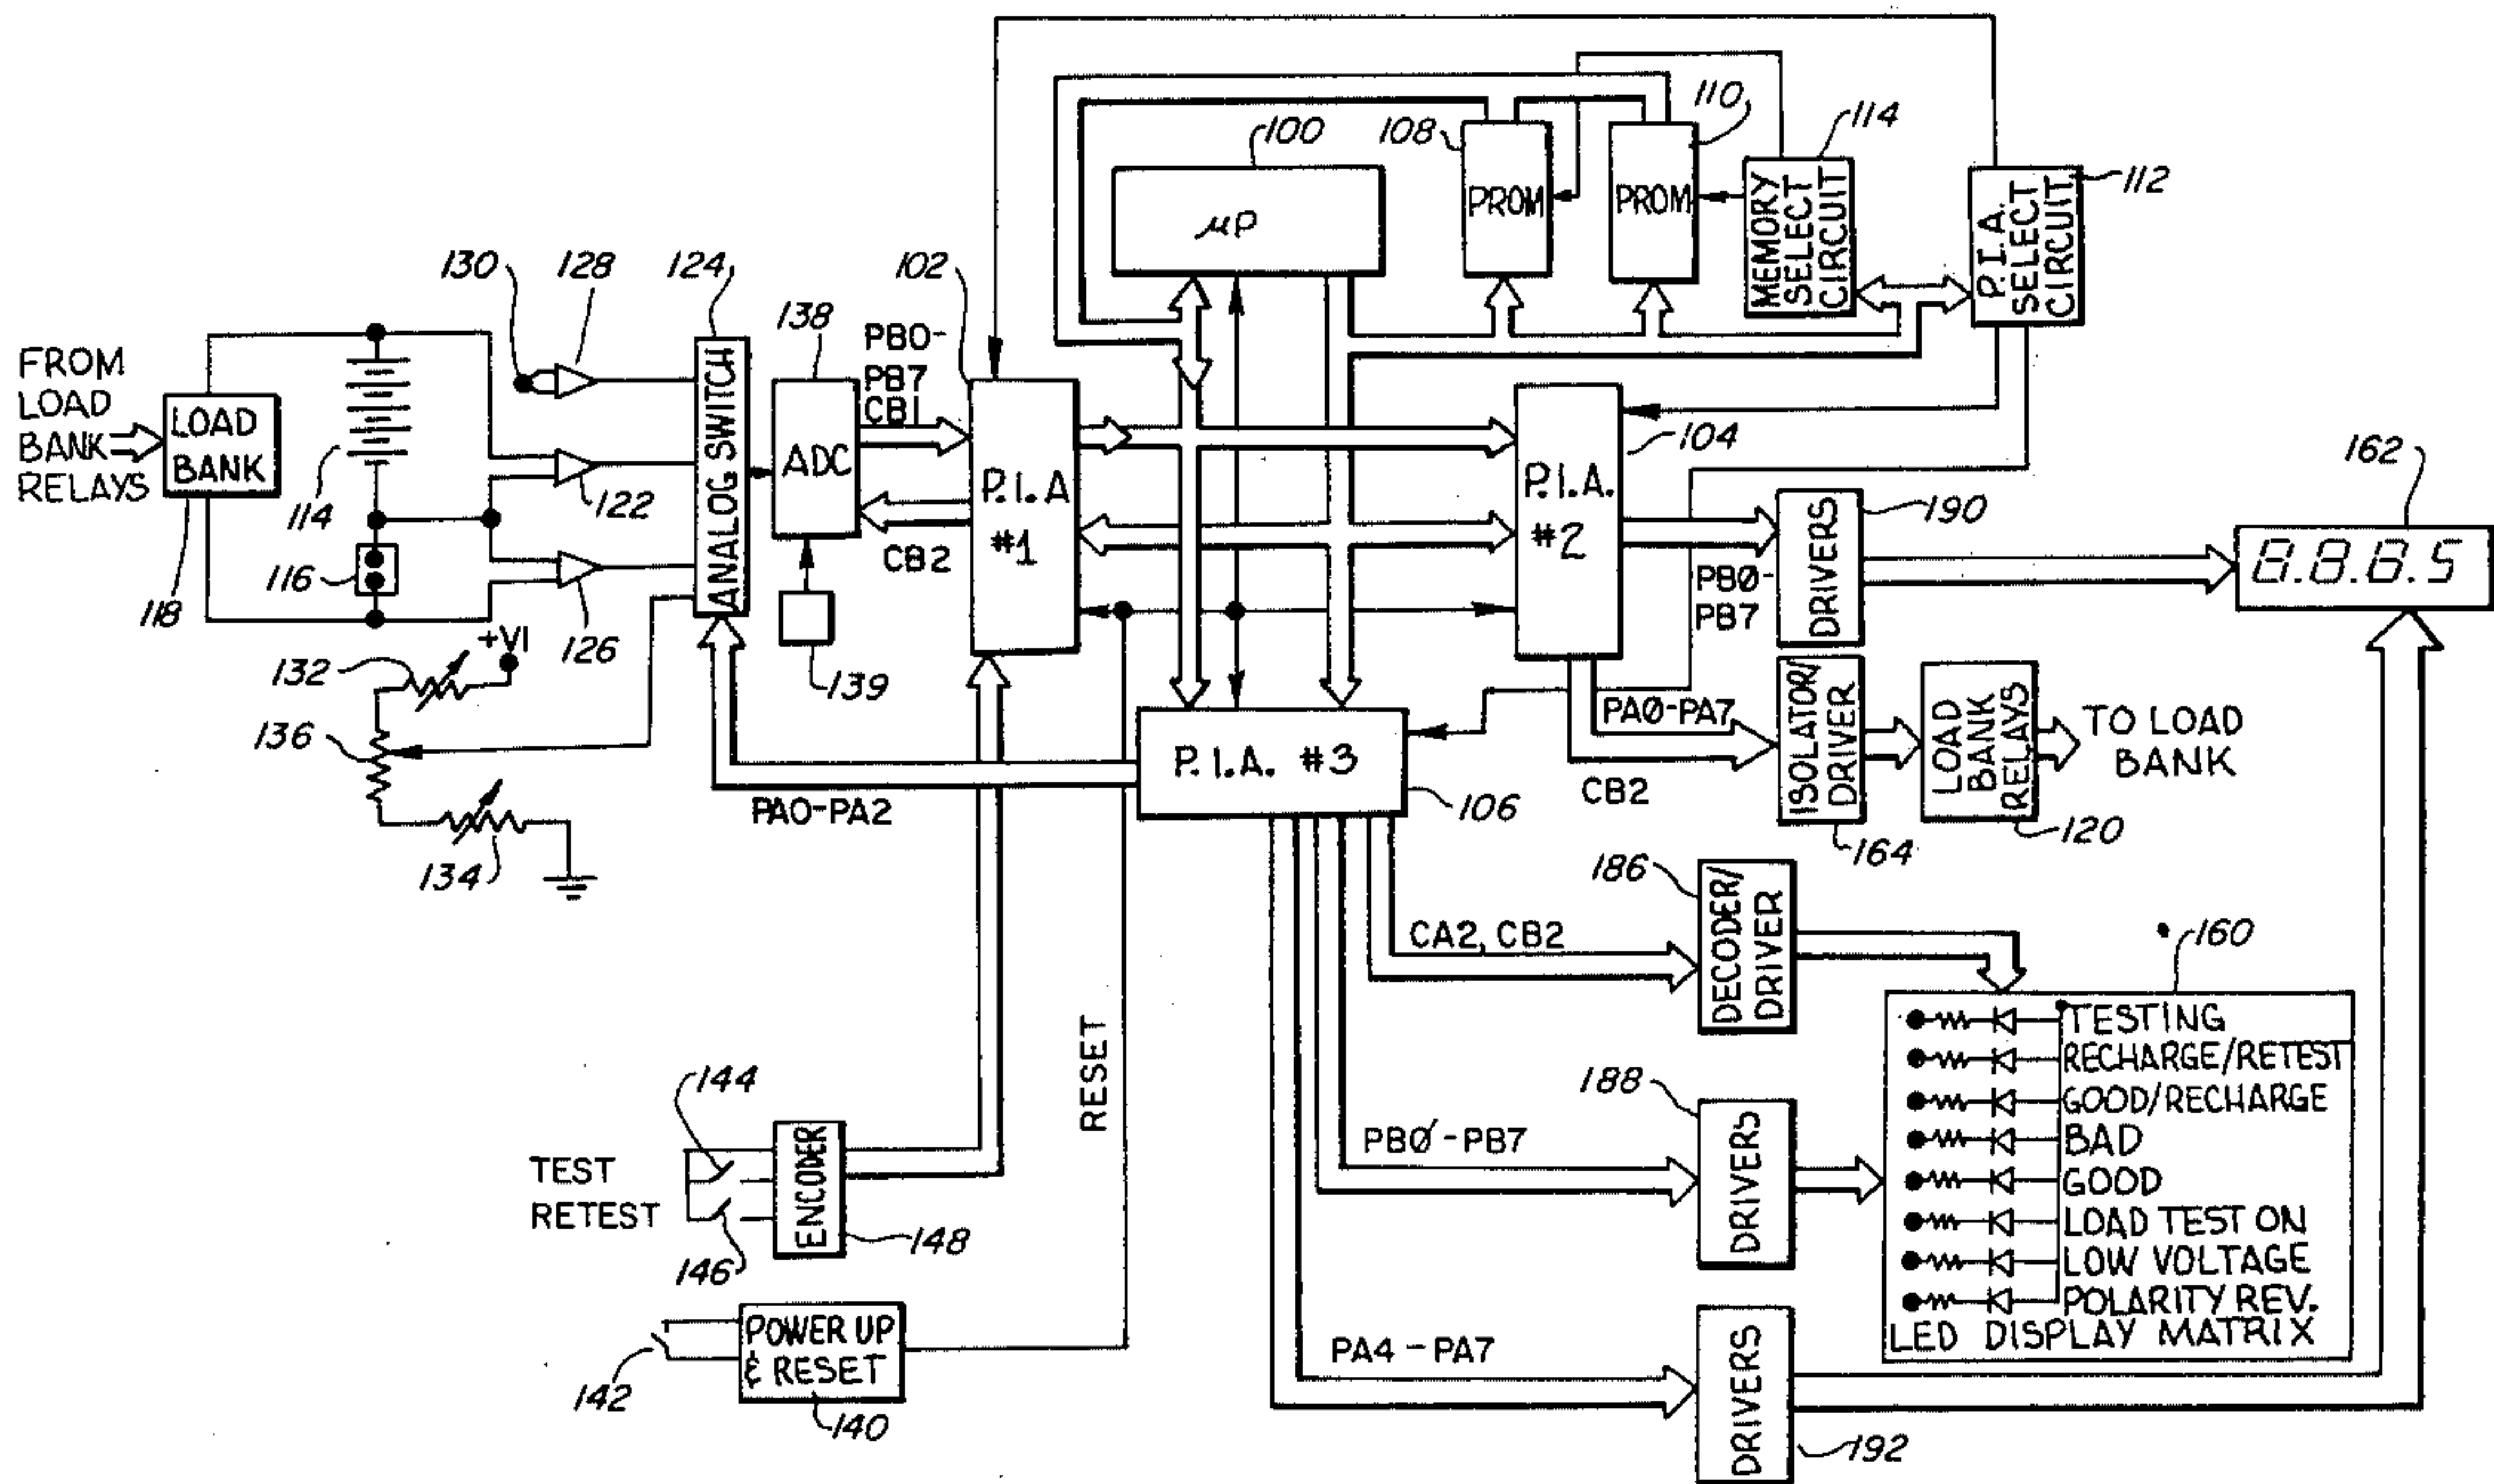 100
108
110
114
112
μP
PROM
PROM
MEMORY
SELECT
CIRCUIT
P.I.A.
SELECT
CIRCUIT
130
128
124
138
102
PB0-
PB7
CB1
FROM
LOAD
BANK
RELAYS
LOAD
BANK
118
114
116
122
126
ANALOG SWITCH
ADC
139
CB2
P.I.A
#1
P.I.A.
#2
104
PBØ-
PB7
DRIVERS
190
162
8.8.8.5
+VI
132
136
134
PAO-PA2
P.I.A. #3
106
PAØ-PA7
CB2
ISOLATOR/
DRIVER
164
LOAD
BANK
RELAYS
120
TO LOAD
BANK
186
CA2, CB2
DECODER/
DRIVER
160
TESTING
RECHARGE/RETEST
GOOD/RECHARGE
BAD
GOOD
LOAD TEST ON
LOW VOLTAGE
POLARITY REV.
LED DISPLAY MATRIX
RESET
144
TEST
RETEST
146
ENCODER
148
188
PBØ-PB7
DRIVERS
142
POWER UP
& RESET
140
PA4-PA7
DRIVERS
192